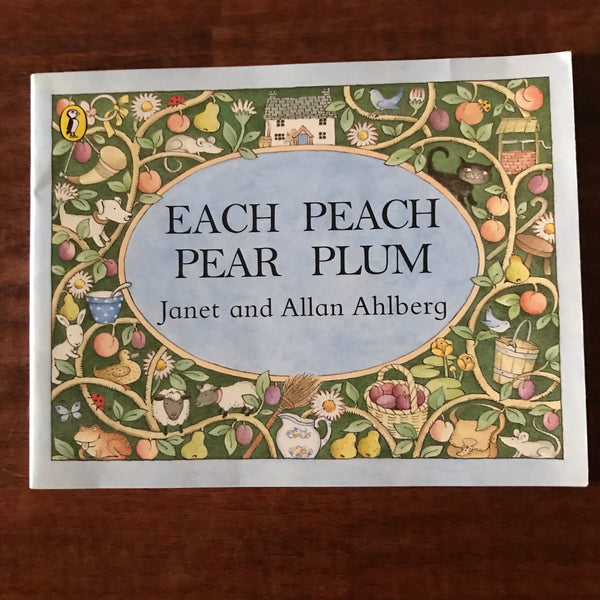 EACH PEACH
PEAR PLUM
Janet and Allan Ahlberg